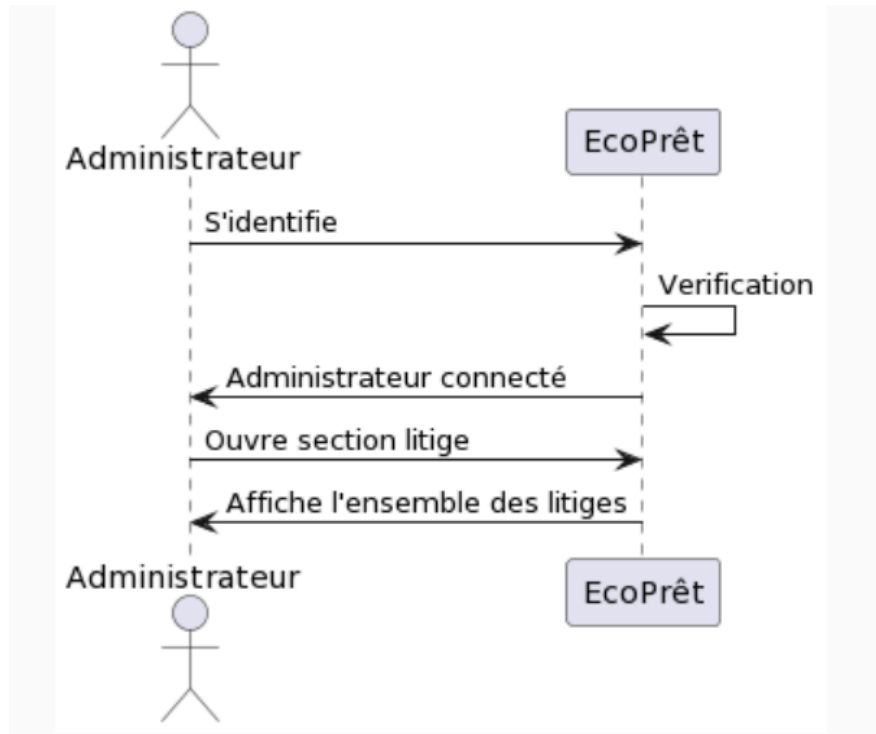 Administrateur
EcoPrêt
S'identifie
Verification
Administrateur connecté
Ouvre section litige
Affiche l'ensemble des litiges
Administrateur
EcoPrêt